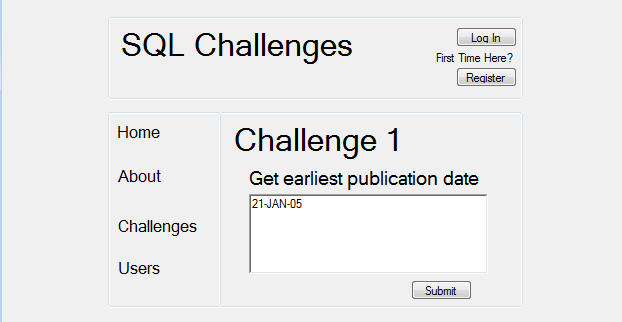 SQL Challenges
Log In
First Time Here?
Register
Home
About
Challenges
Users
Challenge 1
Get earliest publication date
21-JAN-05
Submit